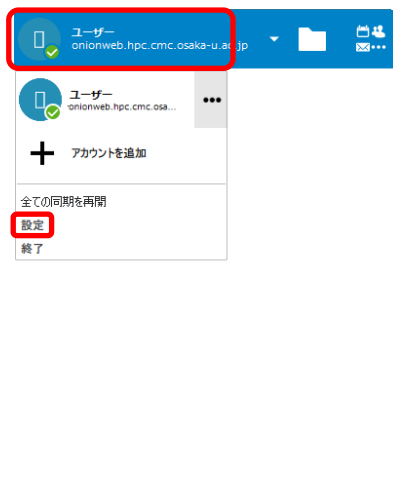 ユーザー
onionweb.hpc.cmc.osaka-u.ac.jp
ユーザー
onionweb.hpc.cmc.osa...
アカウントを追加
全ての同期を再開
設定
終了